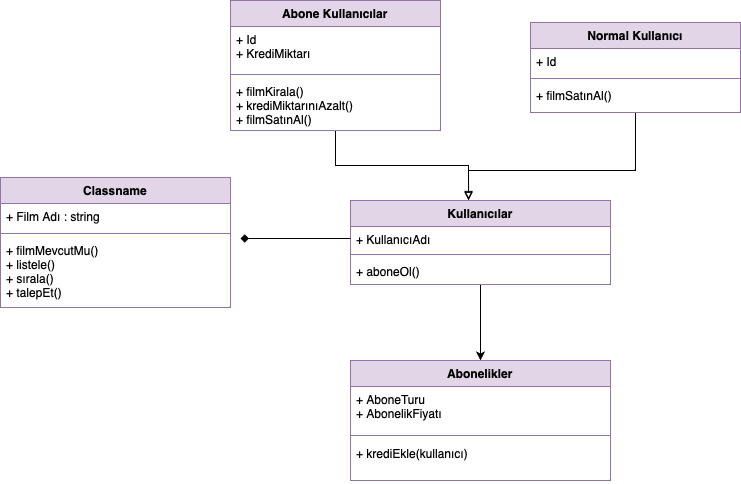 Abone Kullanıcılar
+ Id
+ KrediMiktarı
+ filmKirala()
+ krediMiktarınıAzalt()
+ filmSatınAl()
Normal Kullanıcı
+ Id
+ filmSatınAl()
Classname
+ Film Adı : string
+ filmMevcutMu()
+ listele()
+ sırala()
+ talepEt()
Kullanıcılar
+ KullanıcıAdı
+ aboneOl()
Abonelikler
+ AboneTuru
+ AbonelikFiyatı
+ krediEkle(kullanıcı)